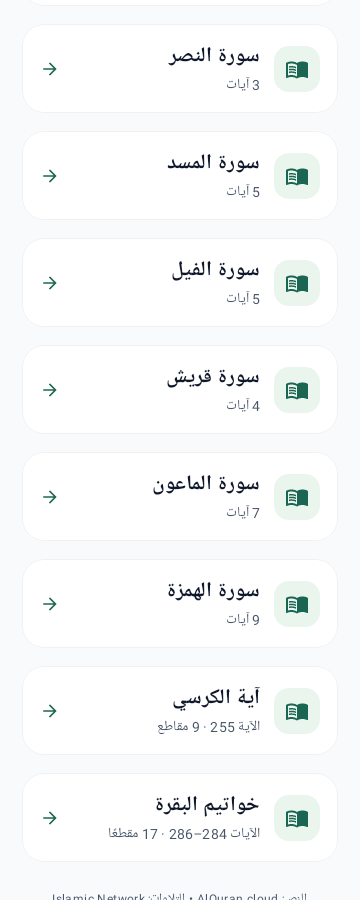 سورة النصر
3 آيات
سورة المسد
5 آيات
سورة الفيل
5 آيات
سورة قريش
4 آيات
سورة الماعون
7 آيات
سورة الهمزة
9 آيات
آية الكرسي
الآية 255 · 9 مقاطع
خواتيم البقرة
الآيات 284–286 · 17 مقطعًا
النص: AlQuran.cloud • التلاوات: Islamic Network